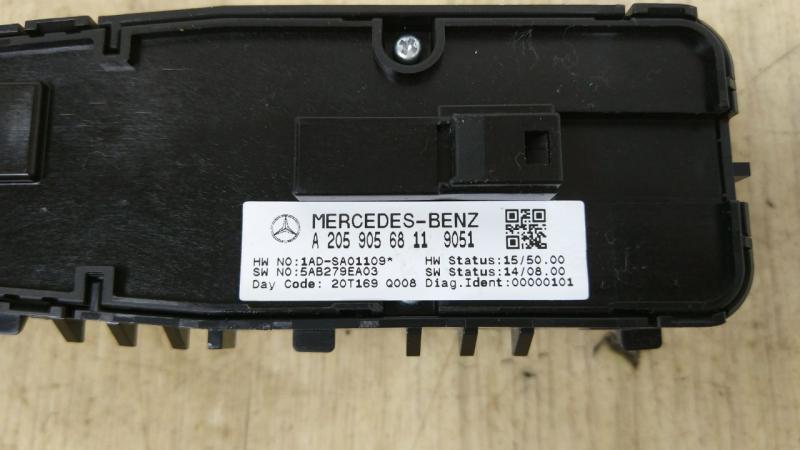 MERCEDES-BENZ
A 205 905 68 11 9051
HW NO:1AD-SA01109* HW Status:15/50.00
SW NO:5AB279EA03 SW Status:14/08.00
Day Code: 20T169 Q008 Diag.Ident:00000101